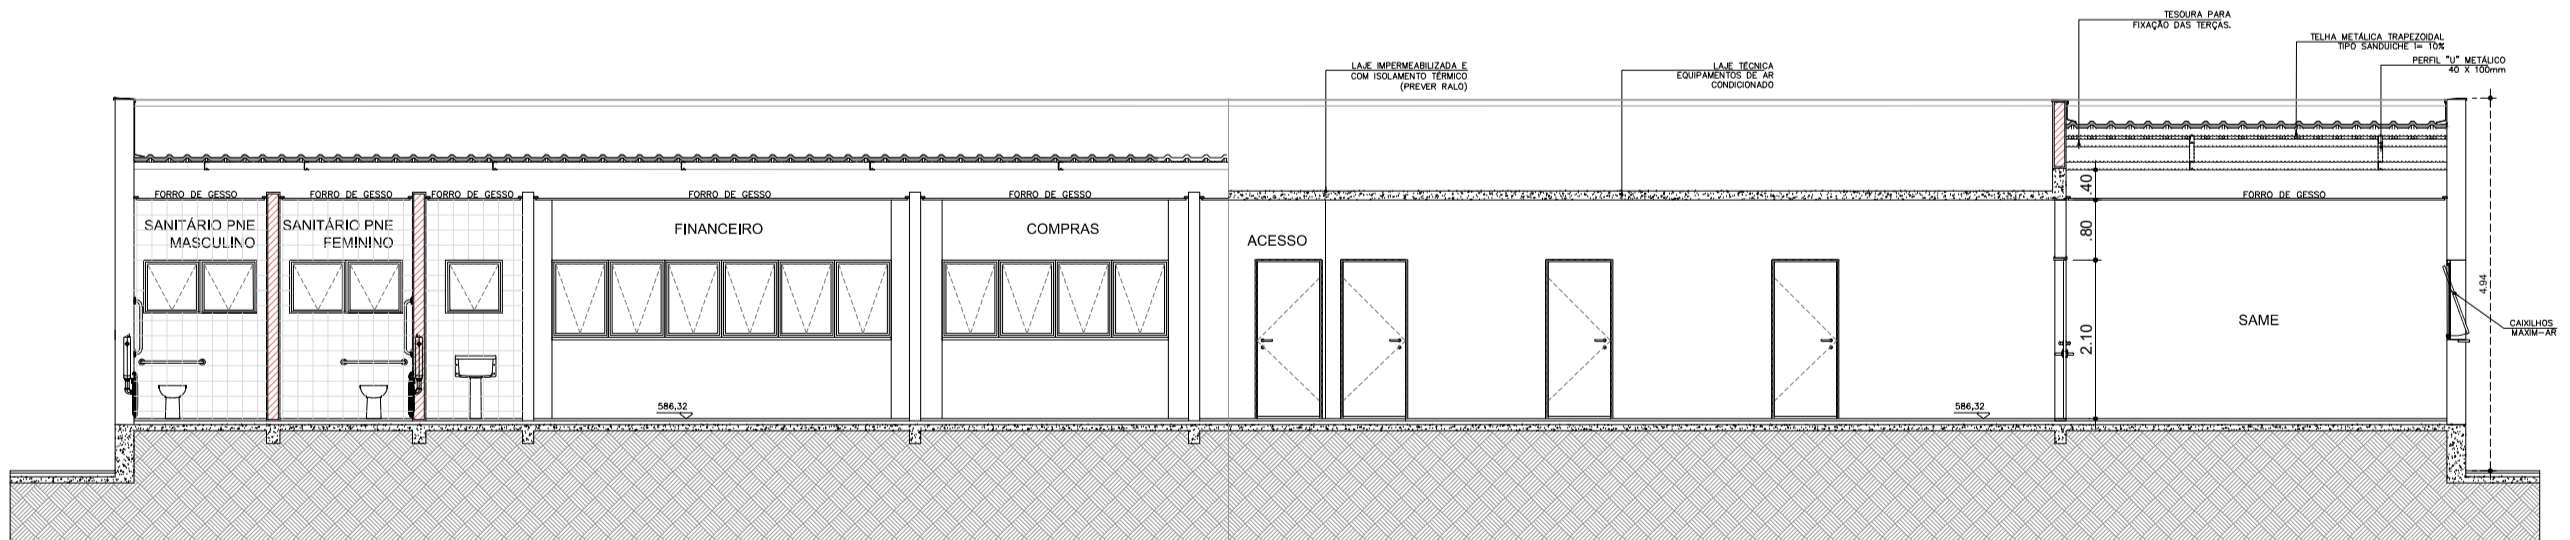 TESOURA PARA
FIXAÇÃO DAS TERÇAS.
TELHA METÁLICA TRAPEZOIDAL
TIPO SANDUICHE I= 10%
PERFIL "U" METÁLICO
40 X 100mm
LAJE IMPERMEABILIZADA E
COM ISOLAMENTO TÉRMICO
(PREVER RALO)
LAJE TÉCNICA
EQUIPAMENTOS DE AR
CONDICIONADO
FORRO DE GESSO
FORRO DE GESSO
FORRO DE GESSO
FORRO DE GESSO
FORRO DE GESSO
FORRO DE GESSO
SANITÁRIO PNE
MASCULINO
SANITÁRIO PNE
FEMININO
FINANCEIRO
COMPRAS
ACESSO
SAME
.40
.80
2.10
4.94
CAIXILHOS
MAXIM-AR
586,32
586,32